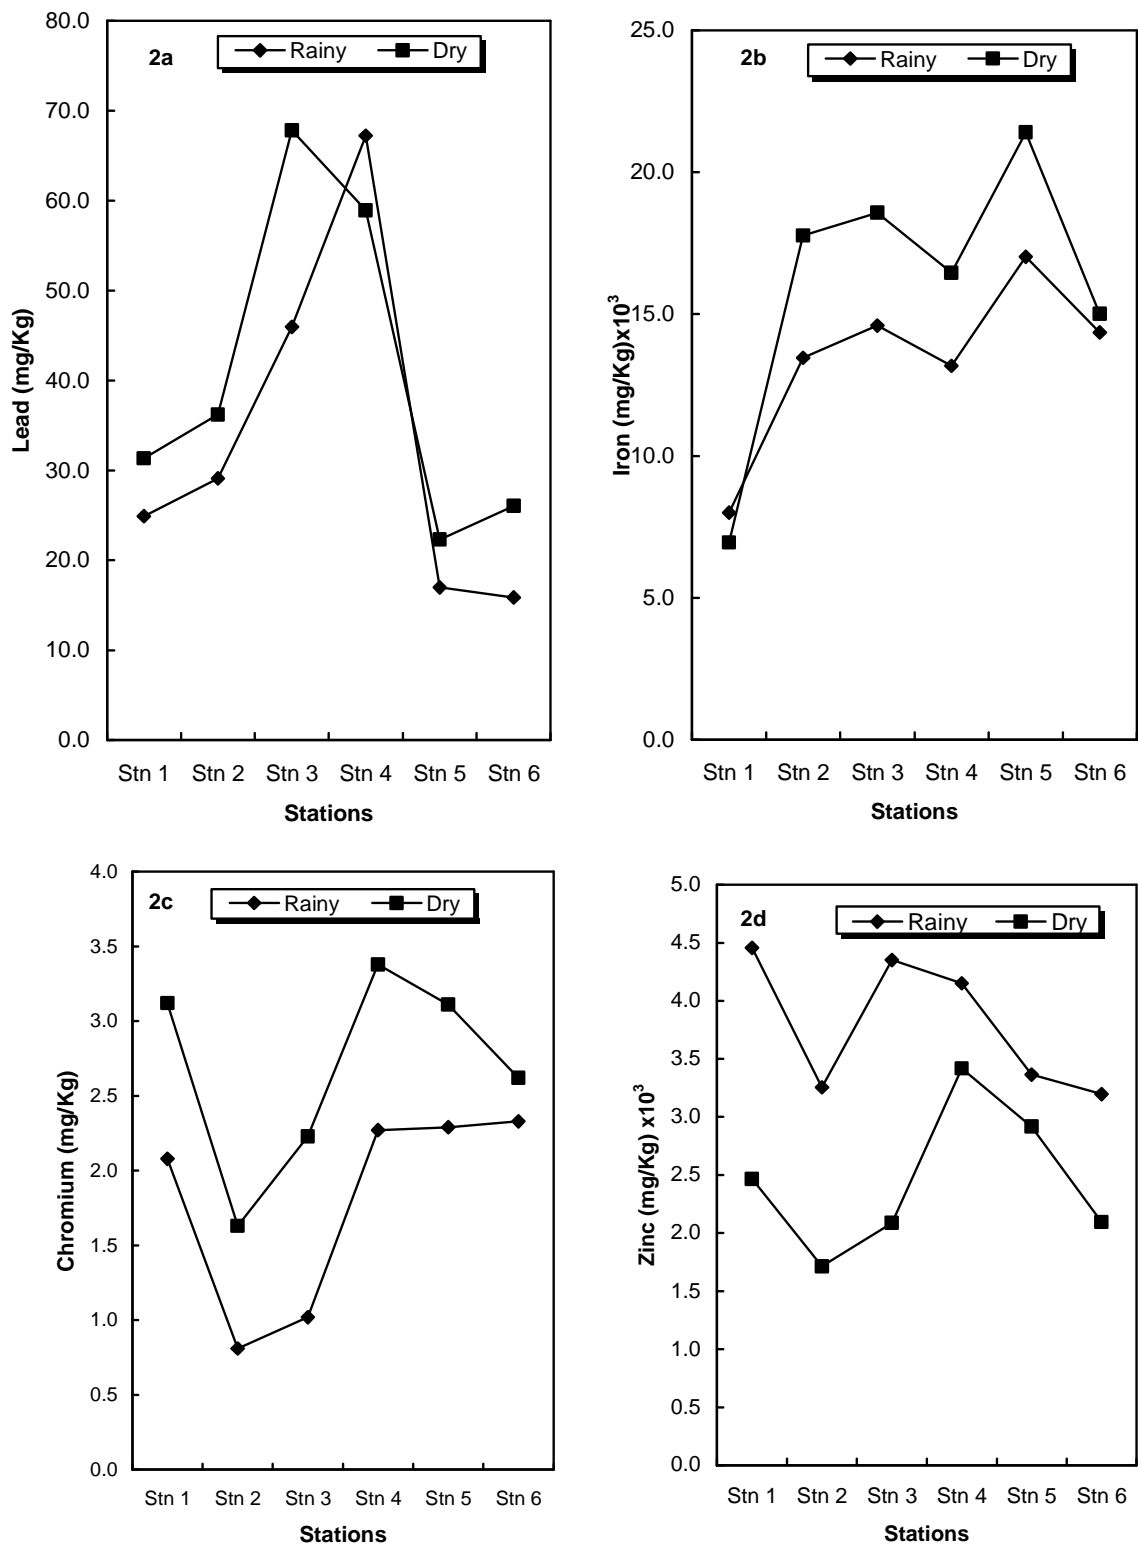 2a
Rainy Dry
80.0
70.0
60.0
50.0
40.0
30.0
20.0
10.0
0.0
Lead (mg/Kg)
Stn 1 Stn 2 Stn 3 Stn 4 Stn 5 Stn 6
Stations
2b
Rainy Dry
25.0
20.0
15.0
10.0
5.0
0.0
Iron (mg/Kg)x10³
Stn 1 Stn 2 Stn 3 Stn 4 Stn 5 Stn 6
Stations
2c
Rainy Dry
4.0
3.5
3.0
2.5
2.0
1.5
1.0
0.5
0.0
Chromium (mg/Kg)
Stn 1 Stn 2 Stn 3 Stn 4 Stn 5 Stn 6
Stations
2d
Rainy Dry
5.0
4.5
4.0
3.5
3.0
2.5
2.0
1.5
1.0
0.5
0.0
Zinc (mg/Kg) x10³
Stn 1 Stn 2 Stn 3 Stn 4 Stn 5 Stn 6
Stations